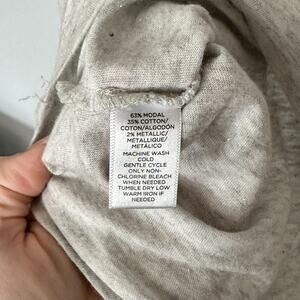 63% MODAL
35% COTTON/
COTON/ALGODÓN
2% METALLIC/
MÉTALLIQUE/
METÁLICO
MACHINE WASH
COLD
GENTLE CYCLE
ONLY NON-
CHLORINE BLEACH
WHEN NEEDED
TUMBLE DRY LOW
WARM IRON IF
NEEDED